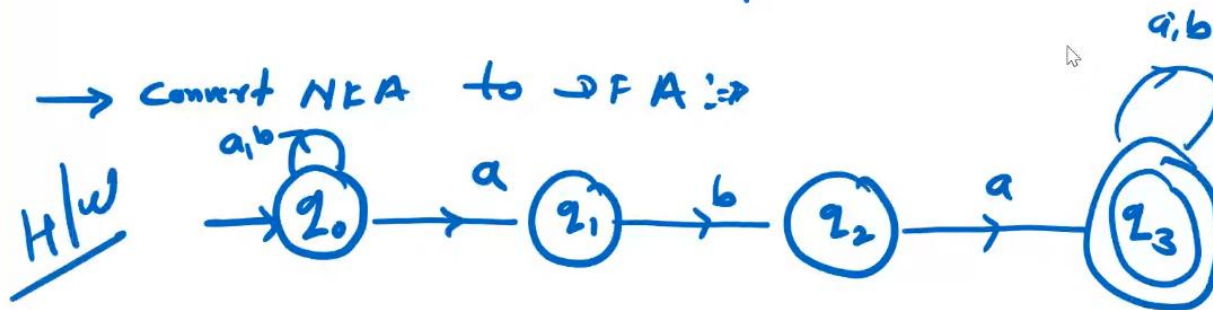 a,b
→ Convert NFA to DFA :⇒
a,b
H/W
q0 a q1 b q2 a q3